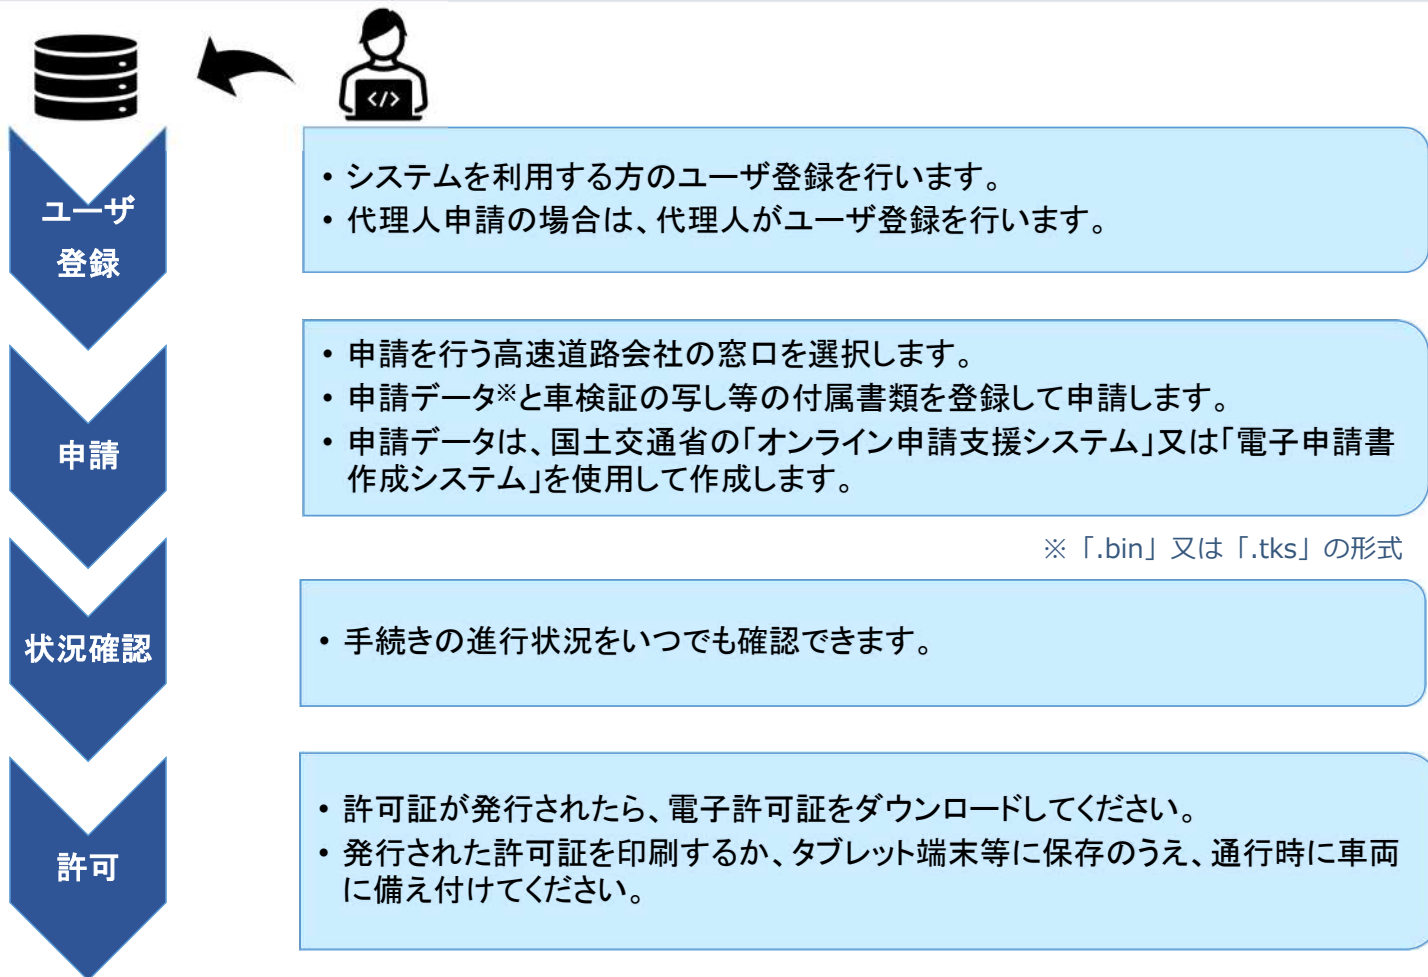 </>
ユーザ
登録
・システムを利用する方のユーザ登録を行います。
・代理人申請の場合は、代理人がユーザ登録を行います。
申請
・申請を行う高速道路会社の窓口を選択します。
・申請データ※と車検証の写し等の付属書類を登録して申請します。
・申請データは、国土交通省の「オンライン申請支援システム」又は「電子申請書
作成システム」を使用して作成します。
※「.bin」又は「.tks」の形式
状況確認
・手続きの進行状況をいつでも確認できます。
許可
・許可証が発行されたら、電子許可証をダウンロードしてください。
・発行された許可証を印刷するか、タブレット端末等に保存のうえ、通行時に車両
に備え付けてください。